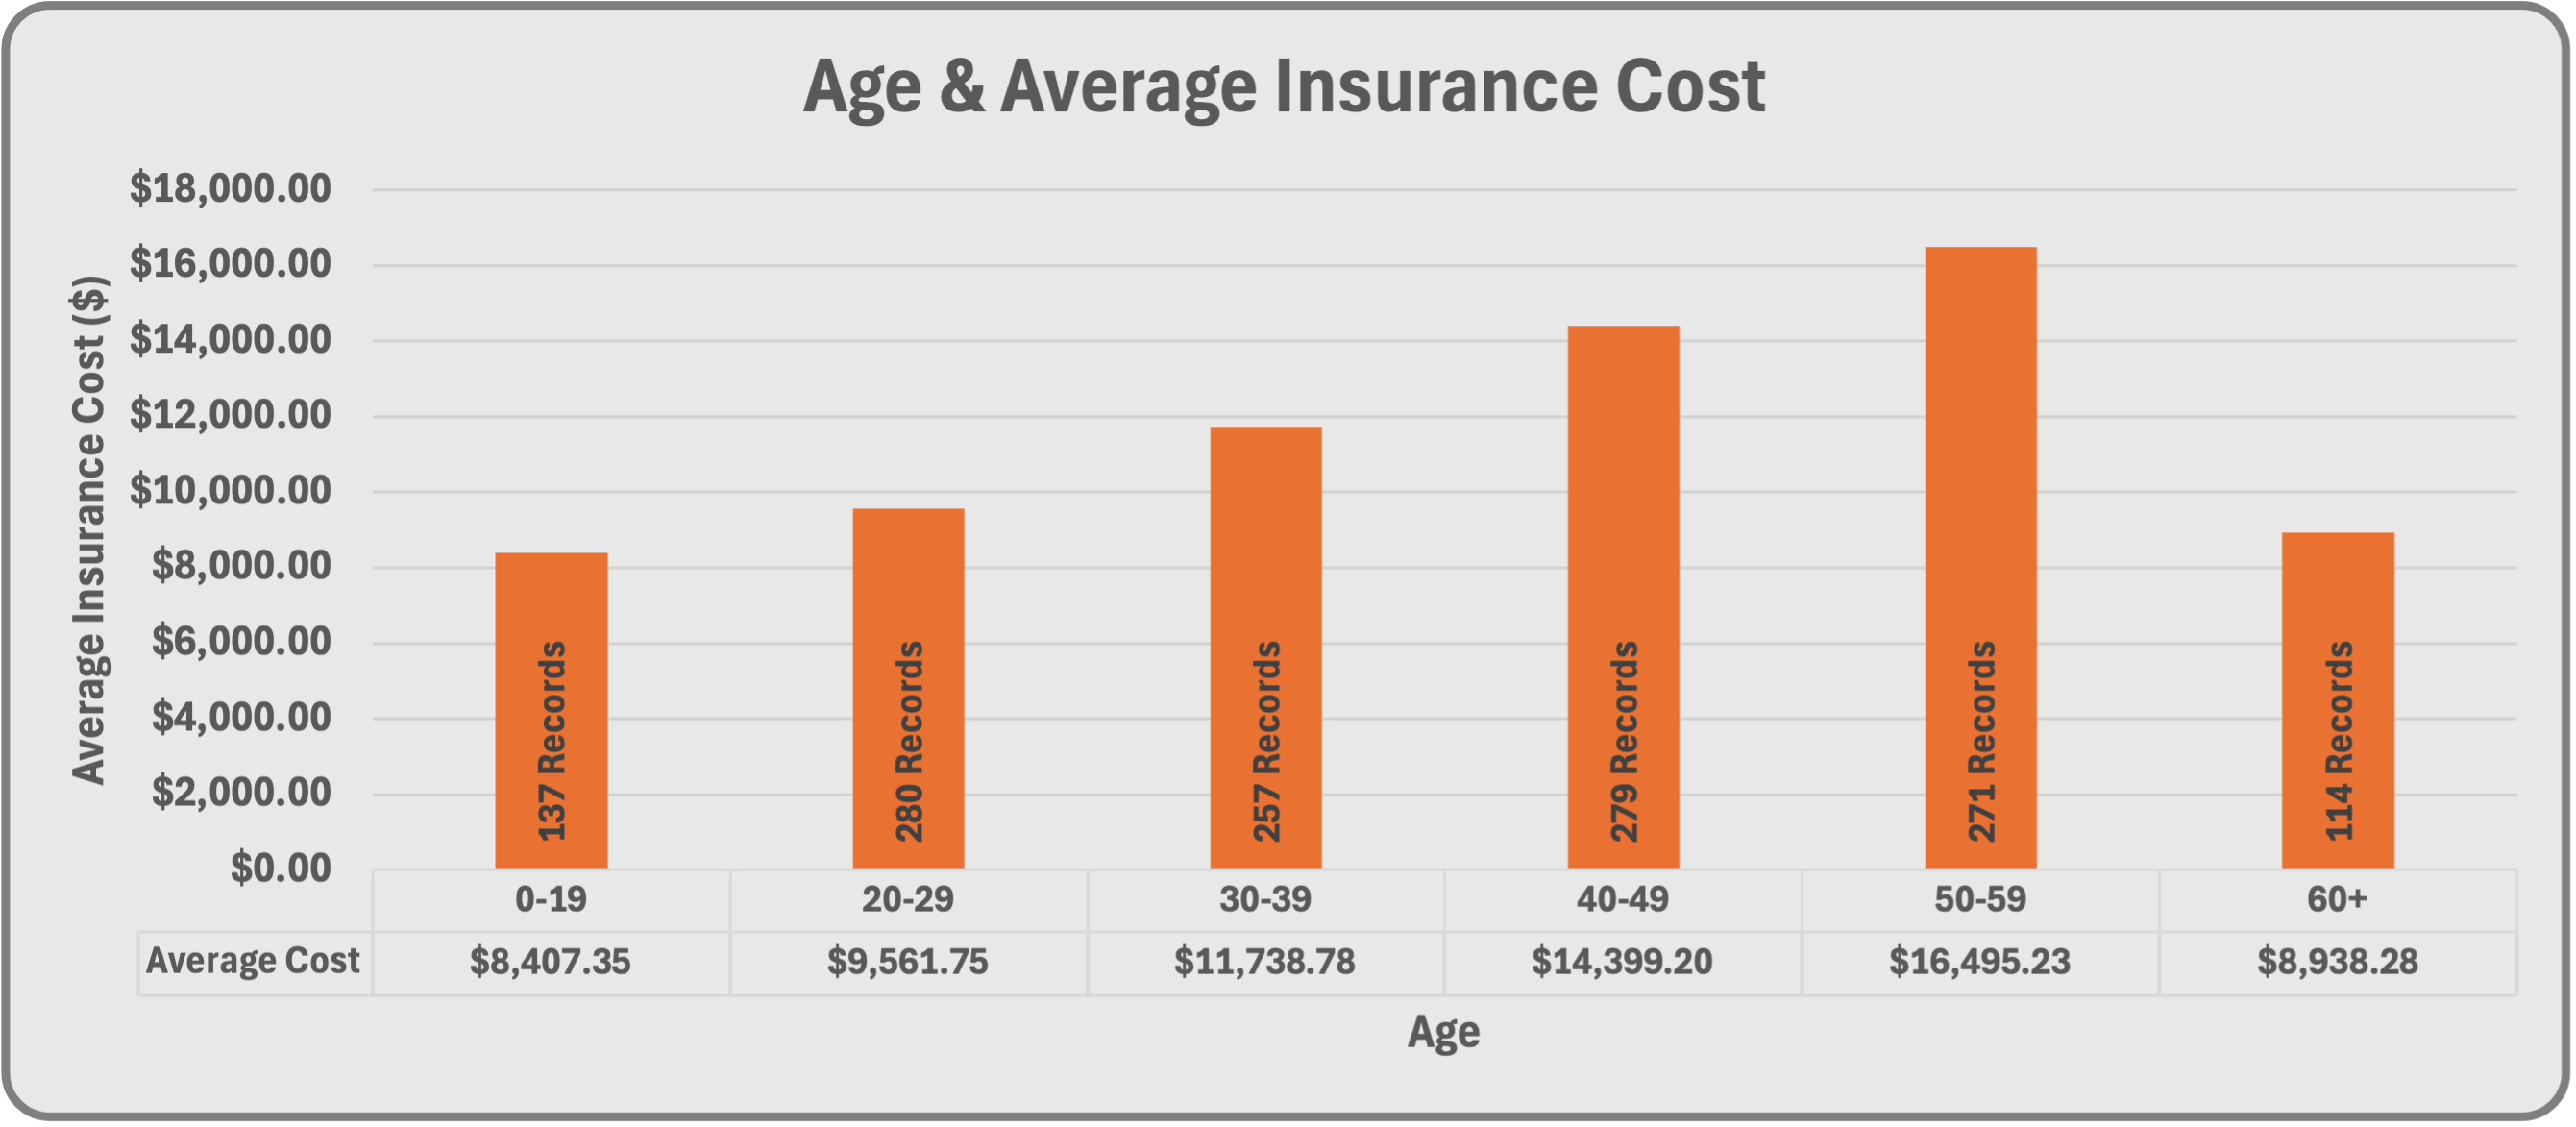 Age & Average Insurance Cost
Average Insurance Cost ($)
$18,000.00
$16,000.00
$14,000.00
$12,000.00
$10,000.00
$8,000.00
$6,000.00
$4,000.00
$2,000.00
$0.00
137 Records
280 Records
257 Records
279 Records
271 Records
114 Records
0-19 20-29 30-39 40-49 50-59 60+
Average Cost $8,407.35 $9,561.75 $11,738.78 $14,399.20 $16,495.23 $8,938.28
Age